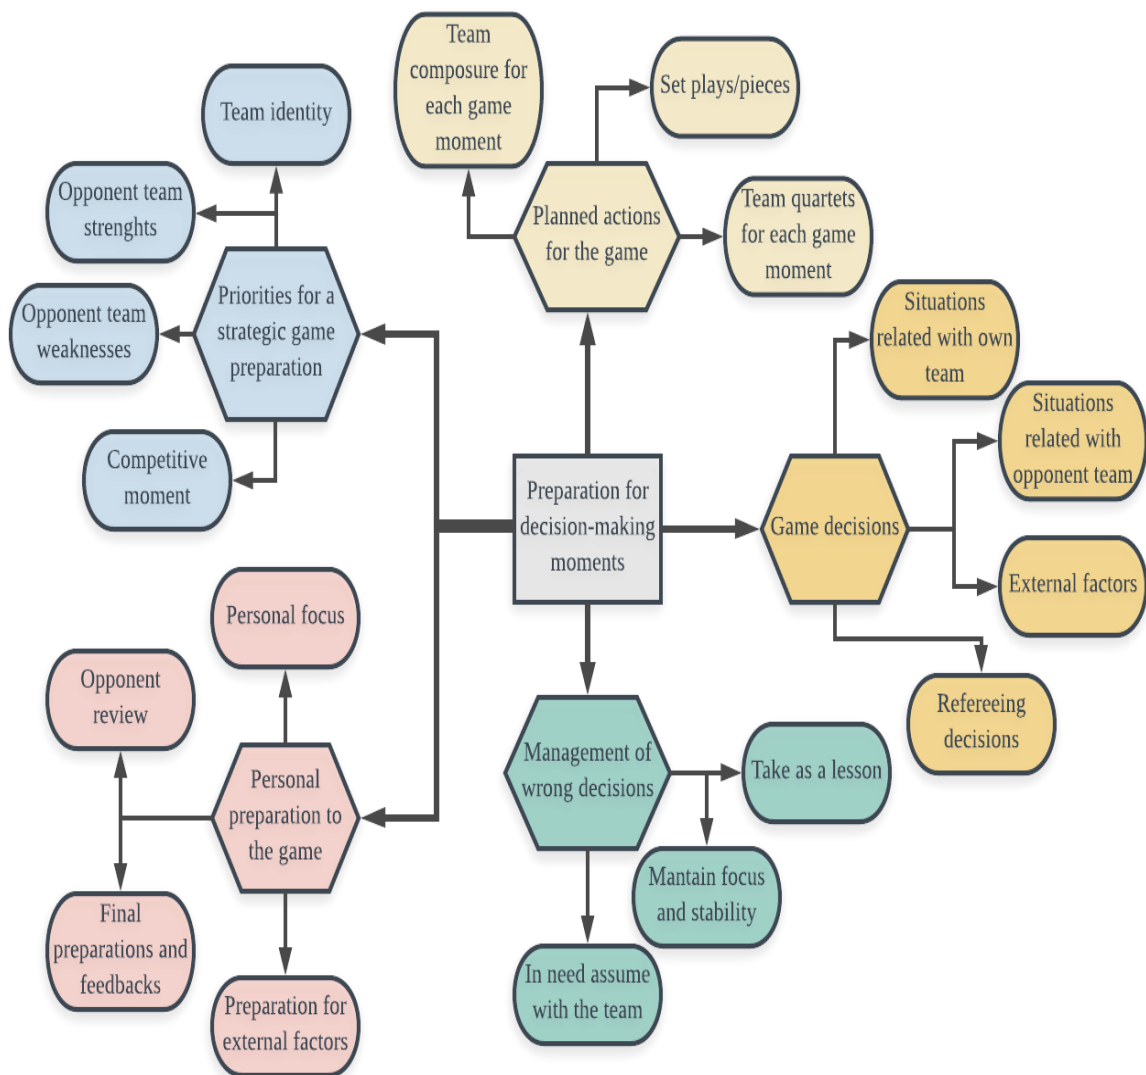 Team
composure for
each game
moment
Set plays/pieces
Team identity
Opponent team
strenghts
Planned actions
for the game
Team quartets
for each game
moment
Opponent team
weaknesses
Priorities for a
strategic game
preparation
Situations
related with own
team
Situations
related with
opponent team
Competitive
moment
Preparation for
decision-making
moments
Game decisions
External factors
Personal focus
Opponent
review
Refereeing
decisions
Management of
wrong decisions
Take as a lesson
Personal
preparation to
the game
Mantain focus
and stability
Final
preparations and
feedbacks
In need assume
with the team
Preparation for
external factors